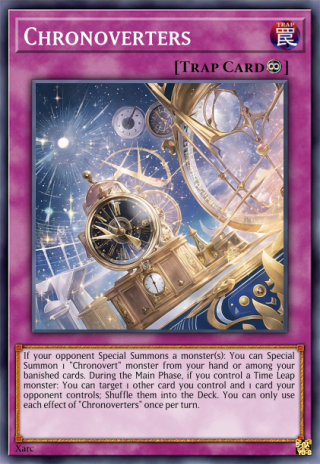 Chronoverters
TRAP
罠
[Trap Card]
If your opponent Special Summons a monster(s): You can Special
Summon 1 "Chronovert" monster from your hand or among your
banished cards. During the Main Phase, if you control a Time Leap
monster: You can target 1 other card you control and 1 card your
opponent controls; Shuffle them into the Deck. You can only use
each effect of "Chronoverters" once per turn.
Xarc